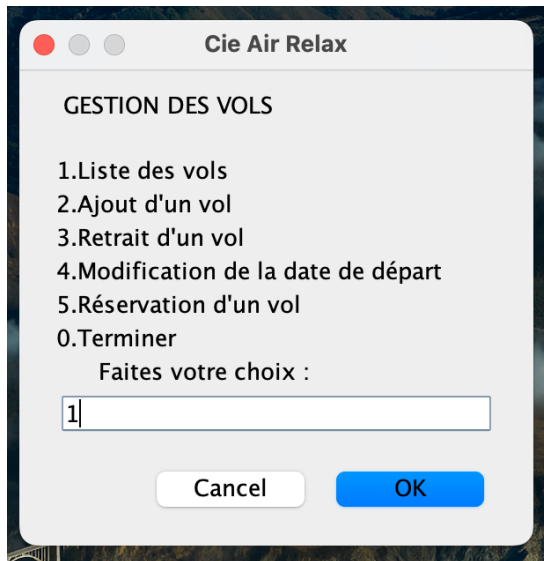 Cie Air Relax
GESTION DES VOLS
1.Liste des vols
2.Ajout d'un vol
3.Retrait d'un vol
4.Modification de la date de départ
5.Réservation d'un vol
0.Terminer
Faites votre choix :
1
Cancel OK